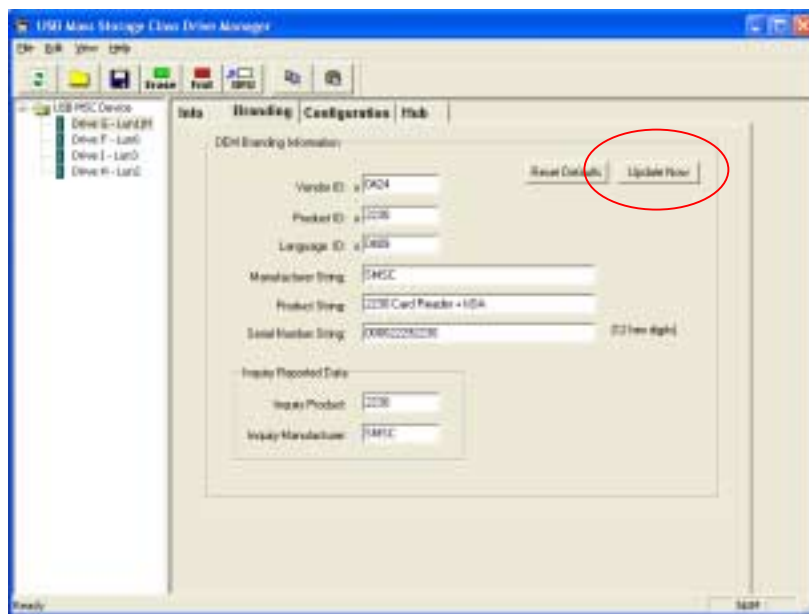 USB Mass Storage Class Drive Manager
File Edit View Help
Erase Test DFU
Info Branding Configuration Hub
USB MSC Device
Drive G - Lun1
Drive F - Lun0
Drive I - Lun3
Drive H - Lun2
OEM Branding Information
Reset Defaults Update Now
Vendor ID: x 0424
Product ID: x 2230
Language ID: x 0409
Manufacturer String: SMSC
Product String: 2230 Card Reader +
Serial Number String: (12 hex digits)
Inquiry Reported Data
Inquiry Product: 2230
Inquiry Manufacturer: SMSC
Ready NUM